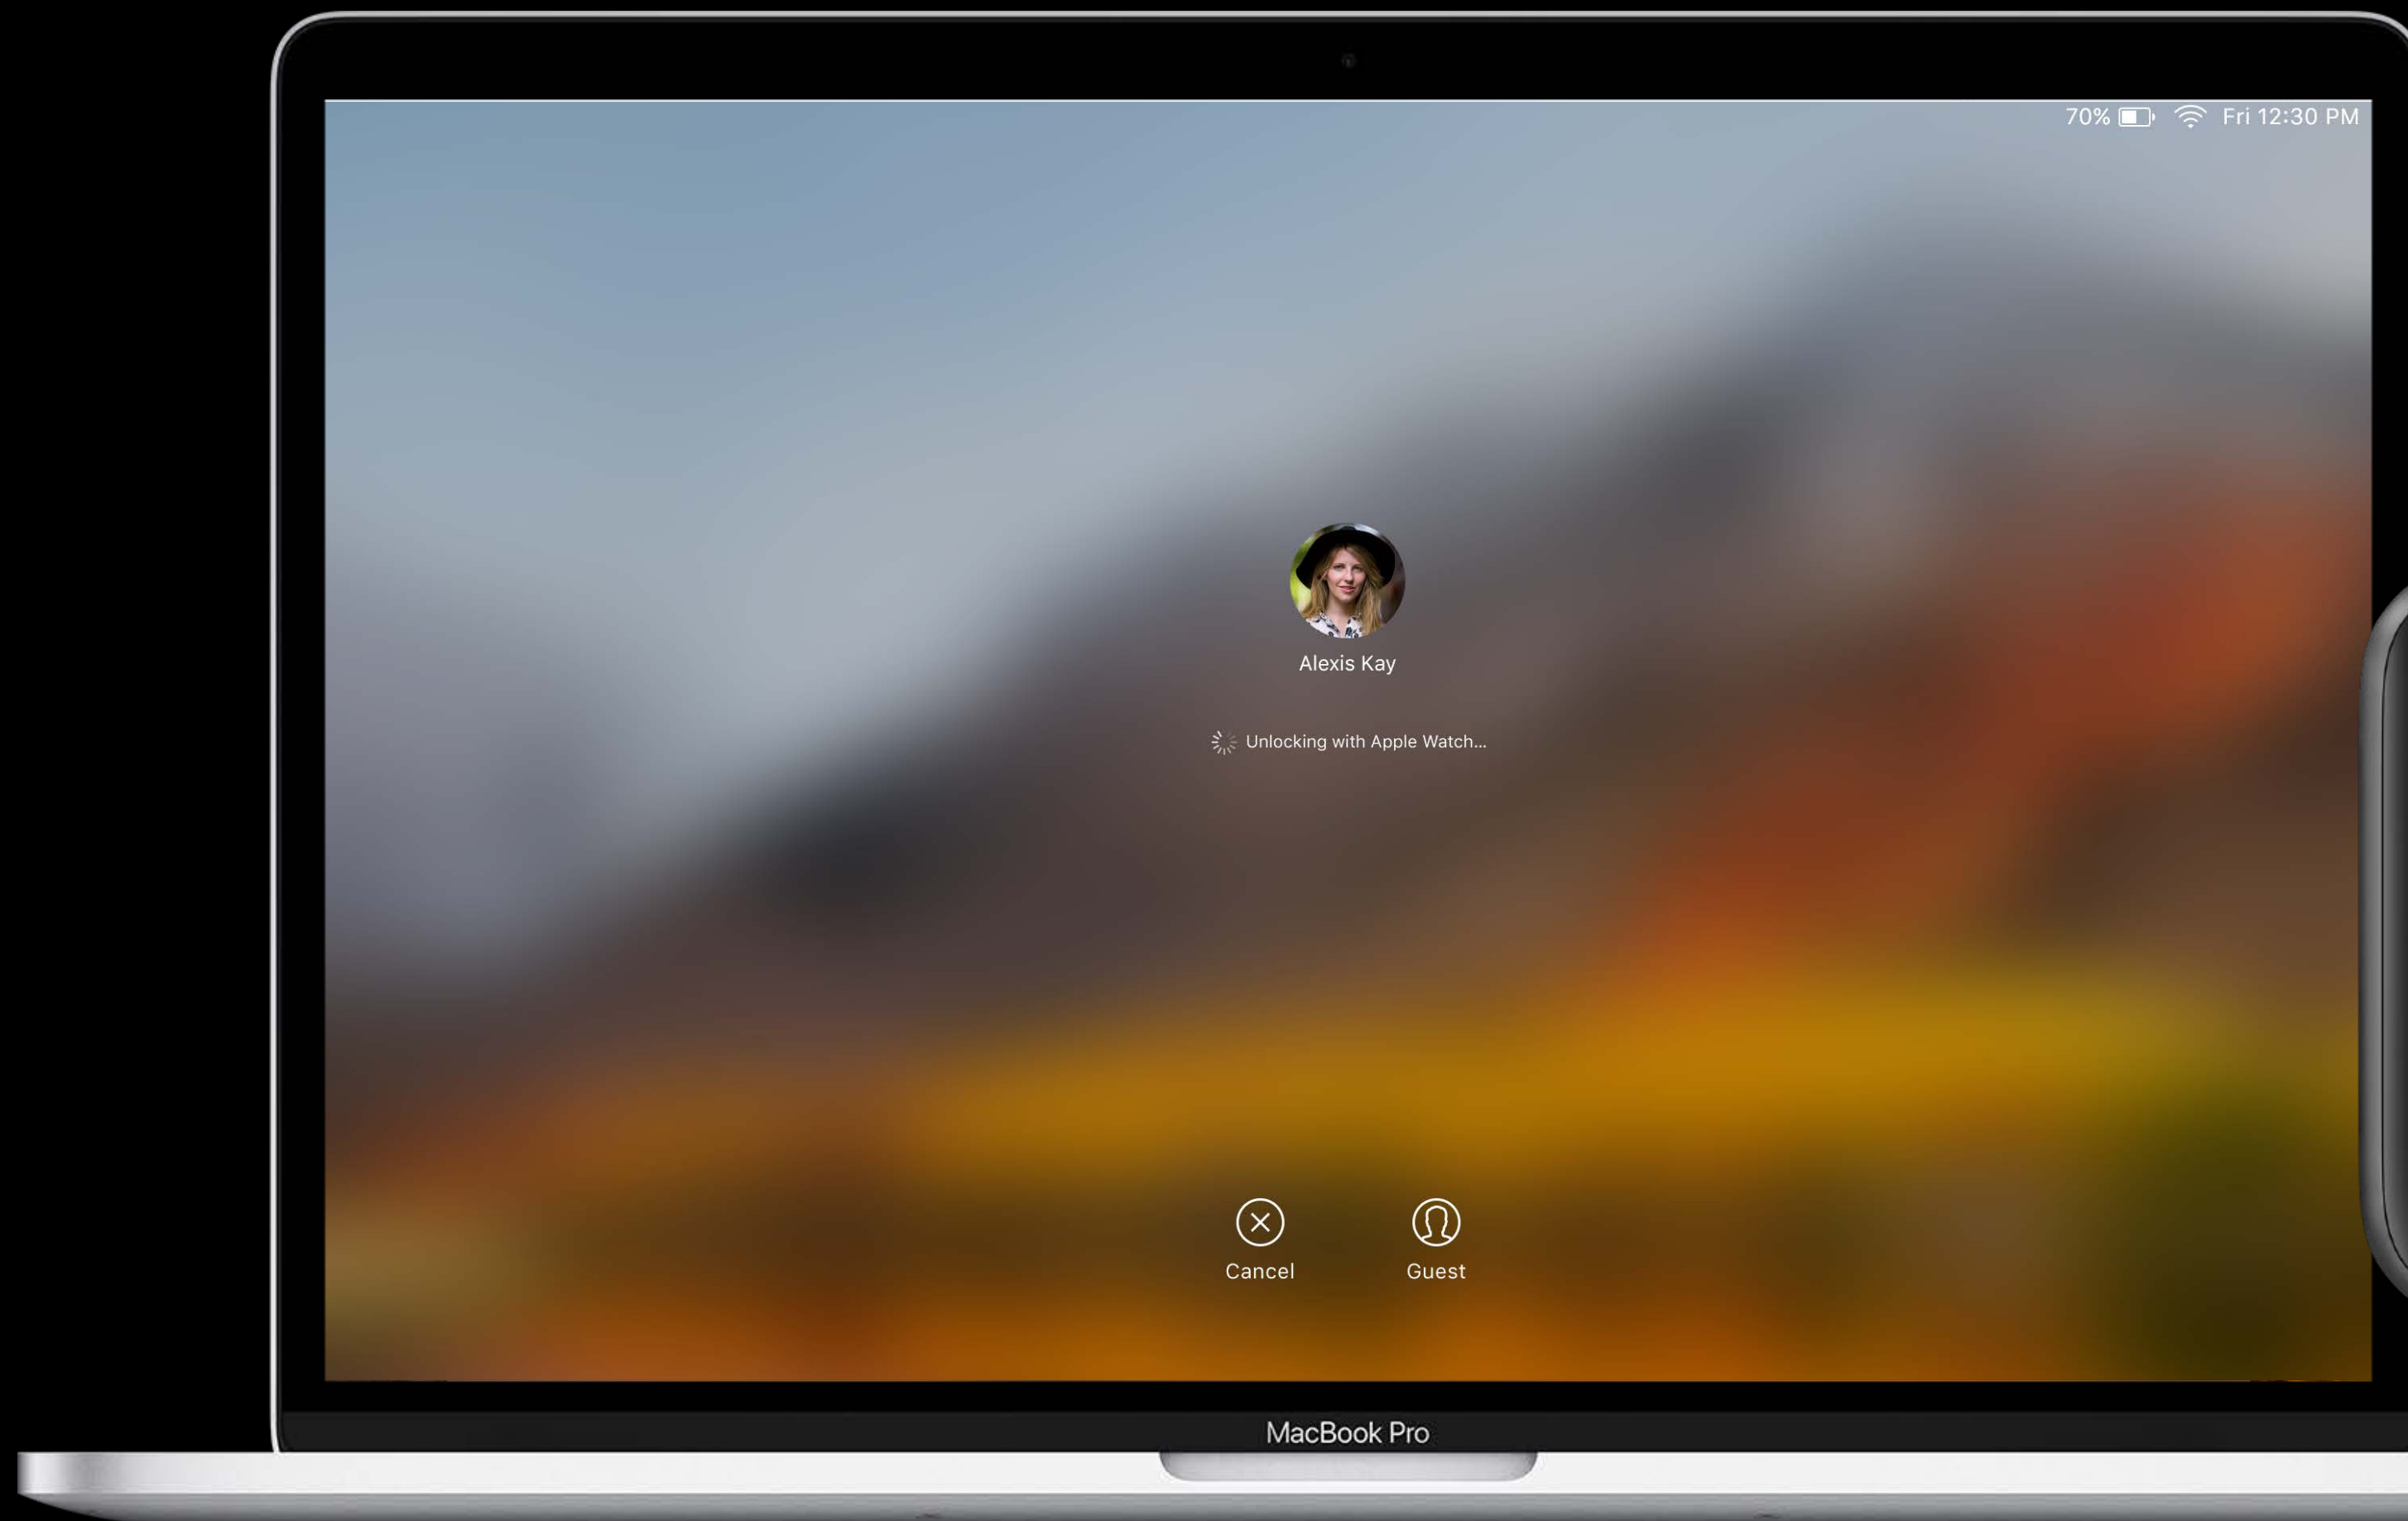 70% Fri 12:30 PM
Alexis Kay
Unlocking with Apple Watch...
Cancel Guest
MacBook Pro